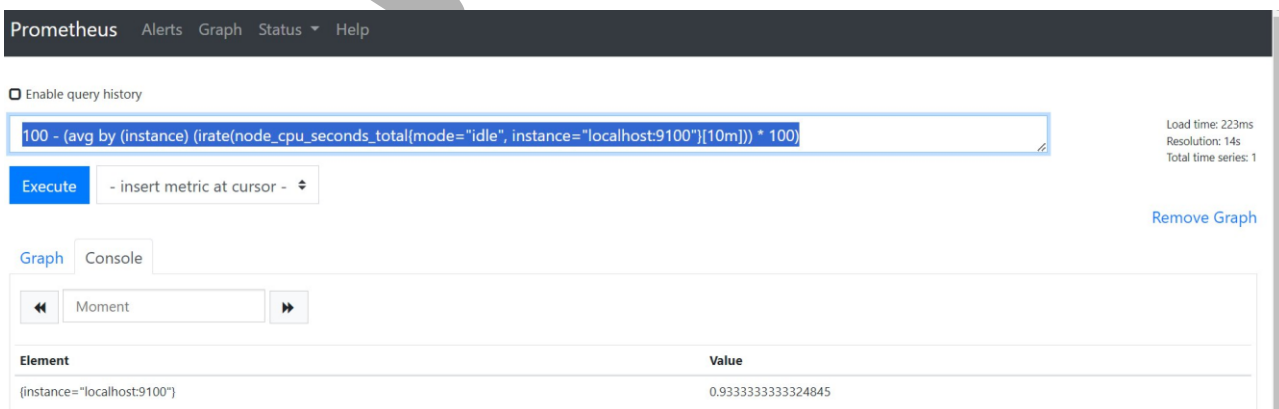 Prometheus Alerts Graph Status Help
Enable query history
100 - (avg by (instance) (irate(node_cpu_seconds_total{mode="idle", instance="localhost:9100"}[10m])) * 100)
Load time: 223ms
Resolution: 14s
Total time series: 1
Execute - insert metric at cursor -
Remove Graph
Graph Console
Moment
Element Value
{instance="localhost:9100"} 0.9333333333324845